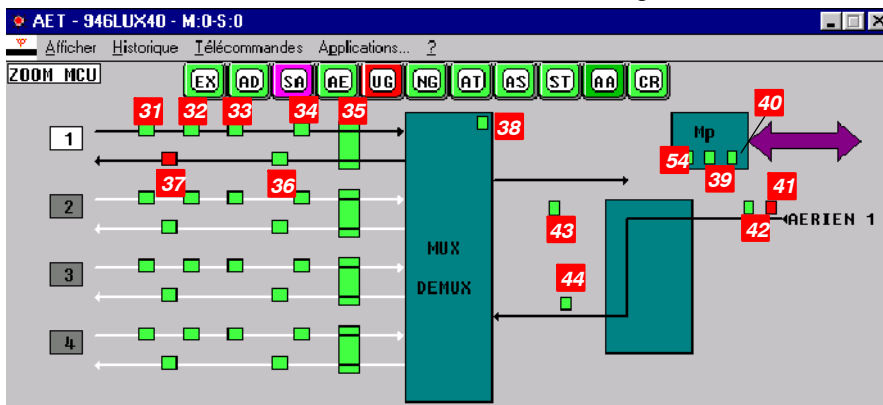 AET - 946LUX40 - M:0-S:0
Afficher Historique Télécommandes Applications... ?
ZOOM MCU
EX AD SA AE UG NG AT AS ST AA CR
31 32 33 34 35 38 40
1 Mp
54 39
37 36 41
2 43 42 AERIEN 1
MUX
3 44
DEMUX
4